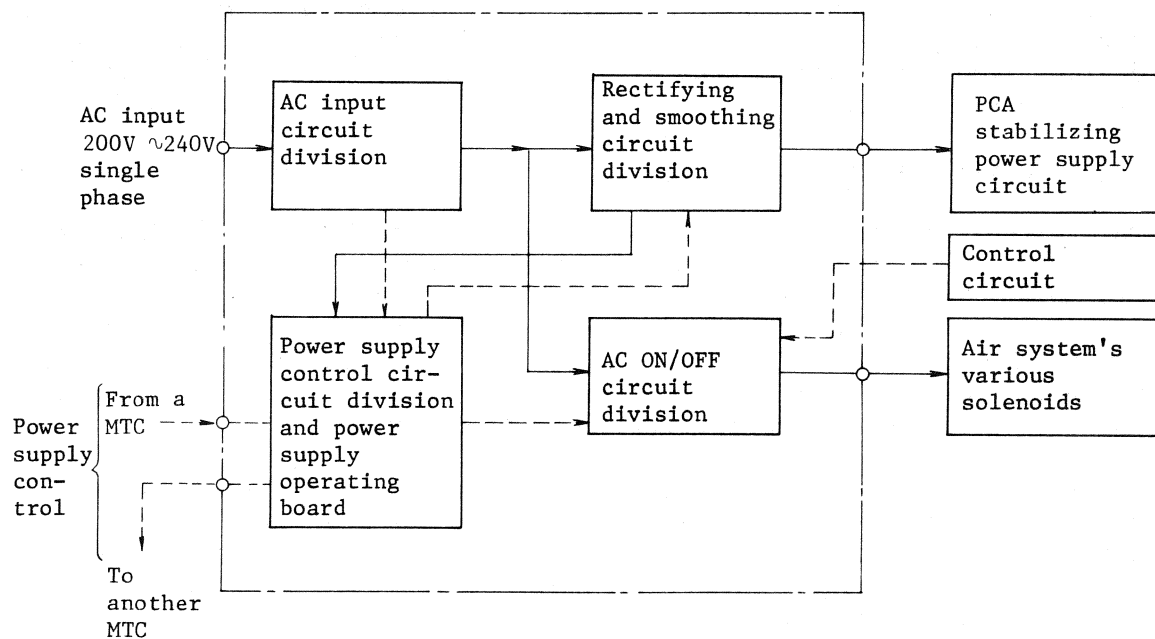 AC input
200V ~240V
single
phase
AC input
circuit
division
Rectifying
and smoothing
circuit
division
PCA
stabilizing
power supply
circuit
Control
circuit
Power supply
control cir-
cuit division
and power
supply
operating
board
AC ON/OFF
circuit
division
Air system's
various
solenoids
Power
supply
con-
trol
From a
MTC
To
another
MTC